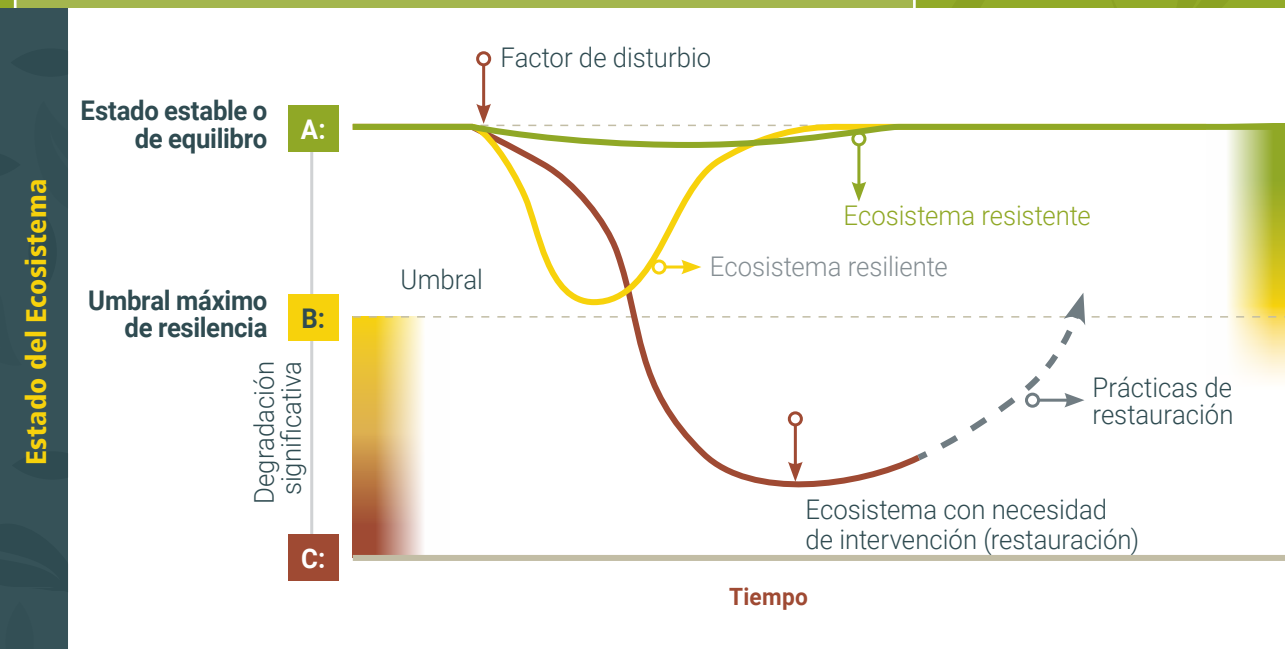 Factor de disturbio
Estado estable o
de equilibro
A:
Ecosistema resistente
Ecosistema resiliente
Umbral
Umbral máximo
de resilencia
B:
Degradación
significativa
Prácticas de
restauración
Ecosistema con necesidad
de intervención (restauración)
C:
Tiempo
Estado del Ecosistema